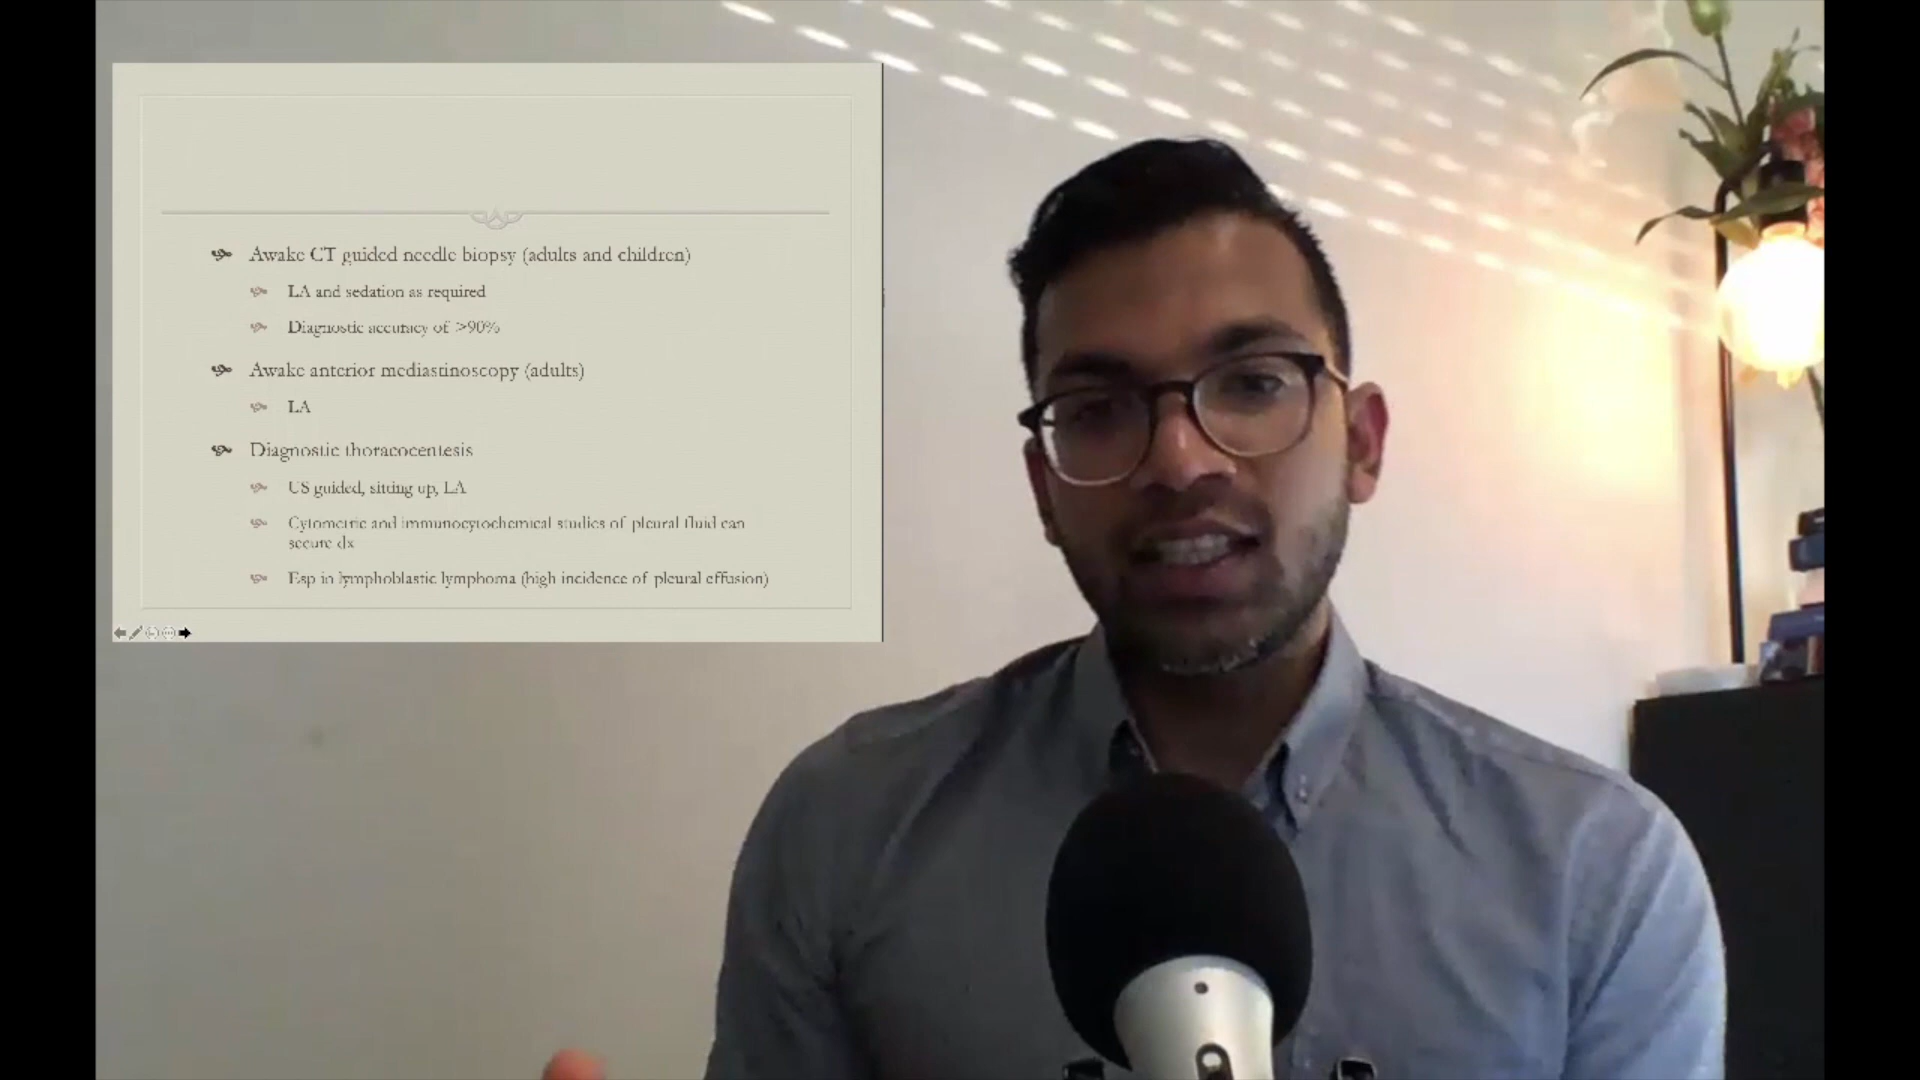 Awake CT guided needle biopsy (adults and children)
LA and sedation as required
Diagnostic accuracy of >90%
Awake anterior mediastinoscopy (adults)
LA
Diagnostic thoracocentesis
US guided, sitting up, LA
Cytometric and immunocytochemical studies of pleural fluid can
secure dx
Esp in lymphoblastic lymphoma (high incidence of pleural effusion)